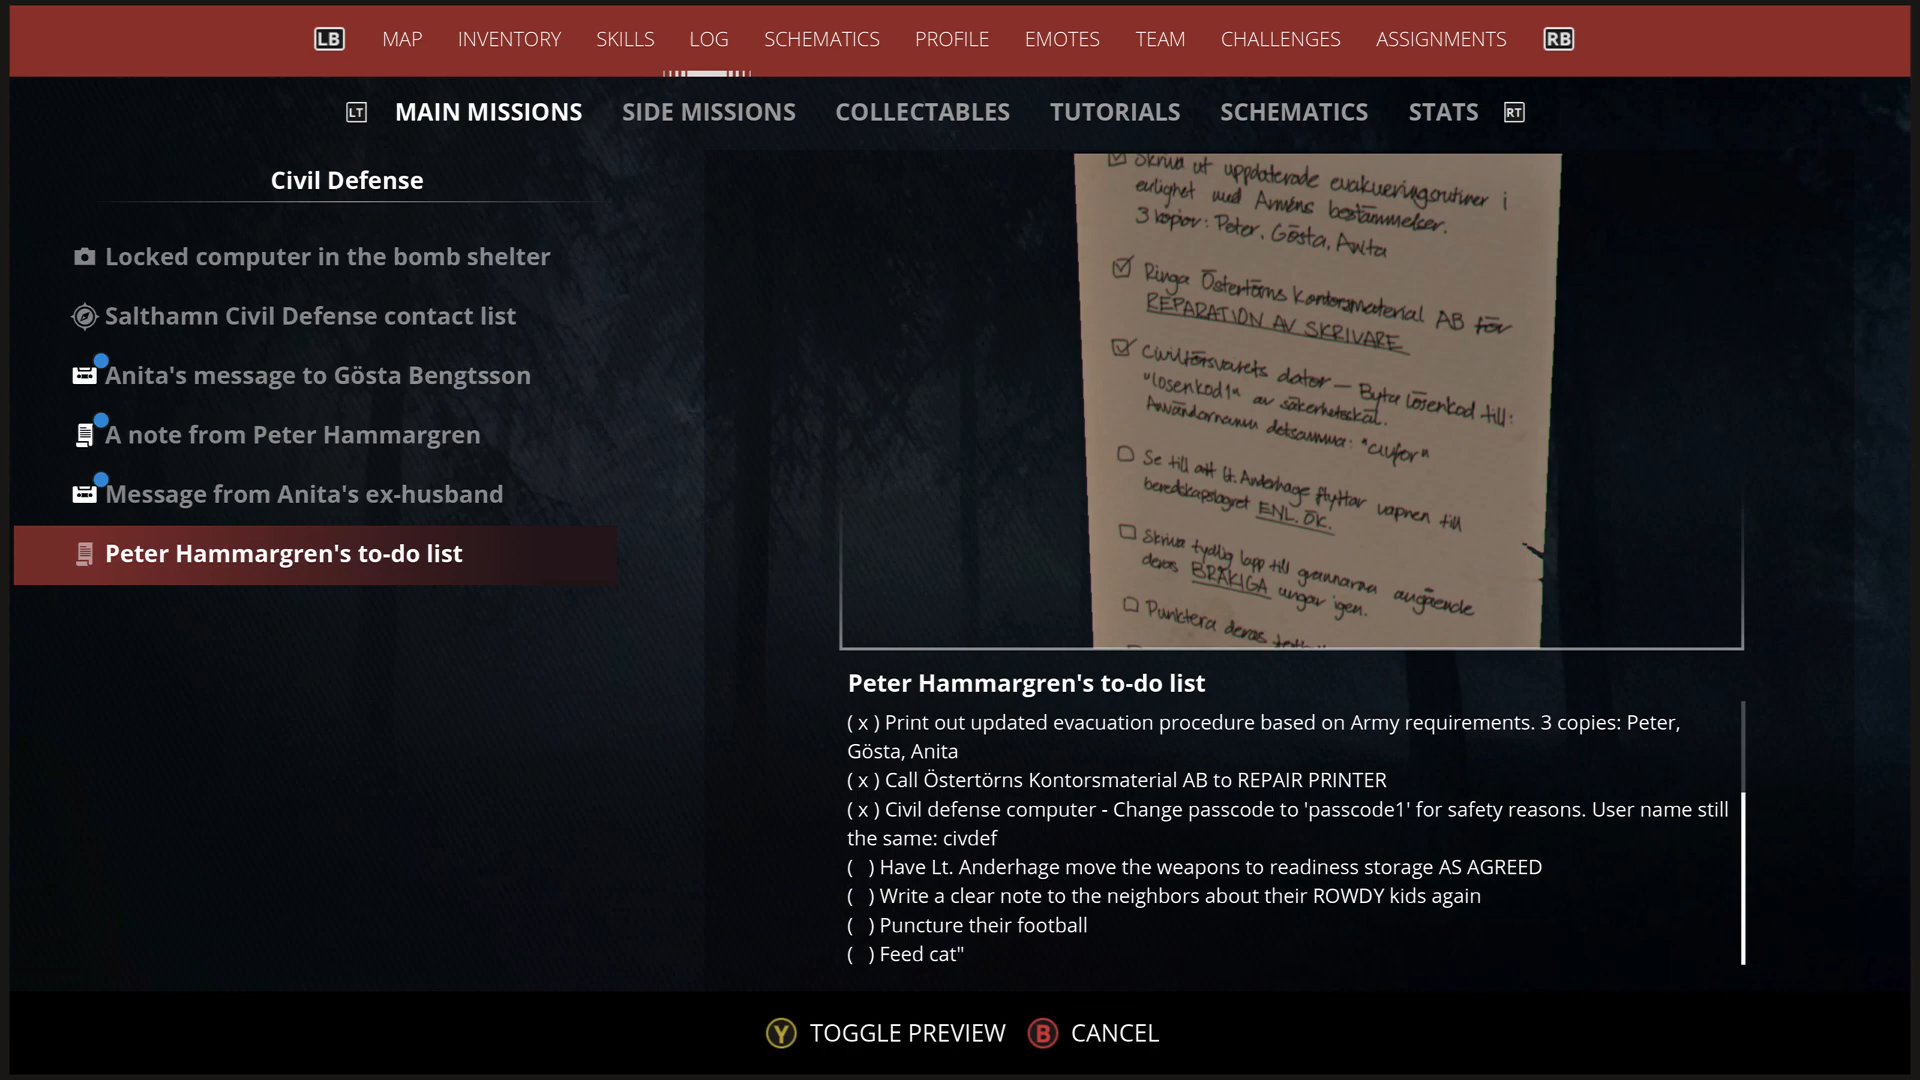 LB MAP INVENTORY SKILLS LOG SCHEMATICS PROFILE EMOTES TEAM CHALLENGES ASSIGNMENTS RB
LT MAIN MISSIONS SIDE MISSIONS COLLECTABLES TUTORIALS SCHEMATICS STATS RT
Civil Defense
Locked computer in the bomb shelter
Salthamn Civil Defense contact list
Anita's message to Gösta Bengtsson
A note from Peter Hammargren
Message from Anita's ex-husband
Peter Hammargren's to-do list
Skriva ut uppdaterade evakueringsrutiner i
enlighet med Arméns bestämmelser.
3 kopior: Peter, Gösta, Anita
Ringa Östertörns Kontorsmaterial AB för
REPARATION AV SKRIVARE
Civilförsvarets dator — Byta lösenkod till:
"lösenkod1" av säkerhetsskäl.
Användarnamn detsamma: "civfor"
Se till att Lt. Anderhage flyttar vapnen till
beredskapslagret ENL. ÖK.
Skriva tydlig lapp till grannarna angående
deras BRÅKIGA ungar igen.
Punktera deras
Peter Hammargren's to-do list
( x ) Print out updated evacuation procedure based on Army requirements. 3 copies: Peter,
Gösta, Anita
( x ) Call Östertörns Kontorsmaterial AB to REPAIR PRINTER
( x ) Civil defense computer - Change passcode to 'passcode1' for safety reasons. User name still
the same: civdef
( ) Have Lt. Anderhage move the weapons to readiness storage AS AGREED
( ) Write a clear note to the neighbors about their ROWDY kids again
( ) Puncture their football
( ) Feed cat"
Y TOGGLE PREVIEW B CANCEL